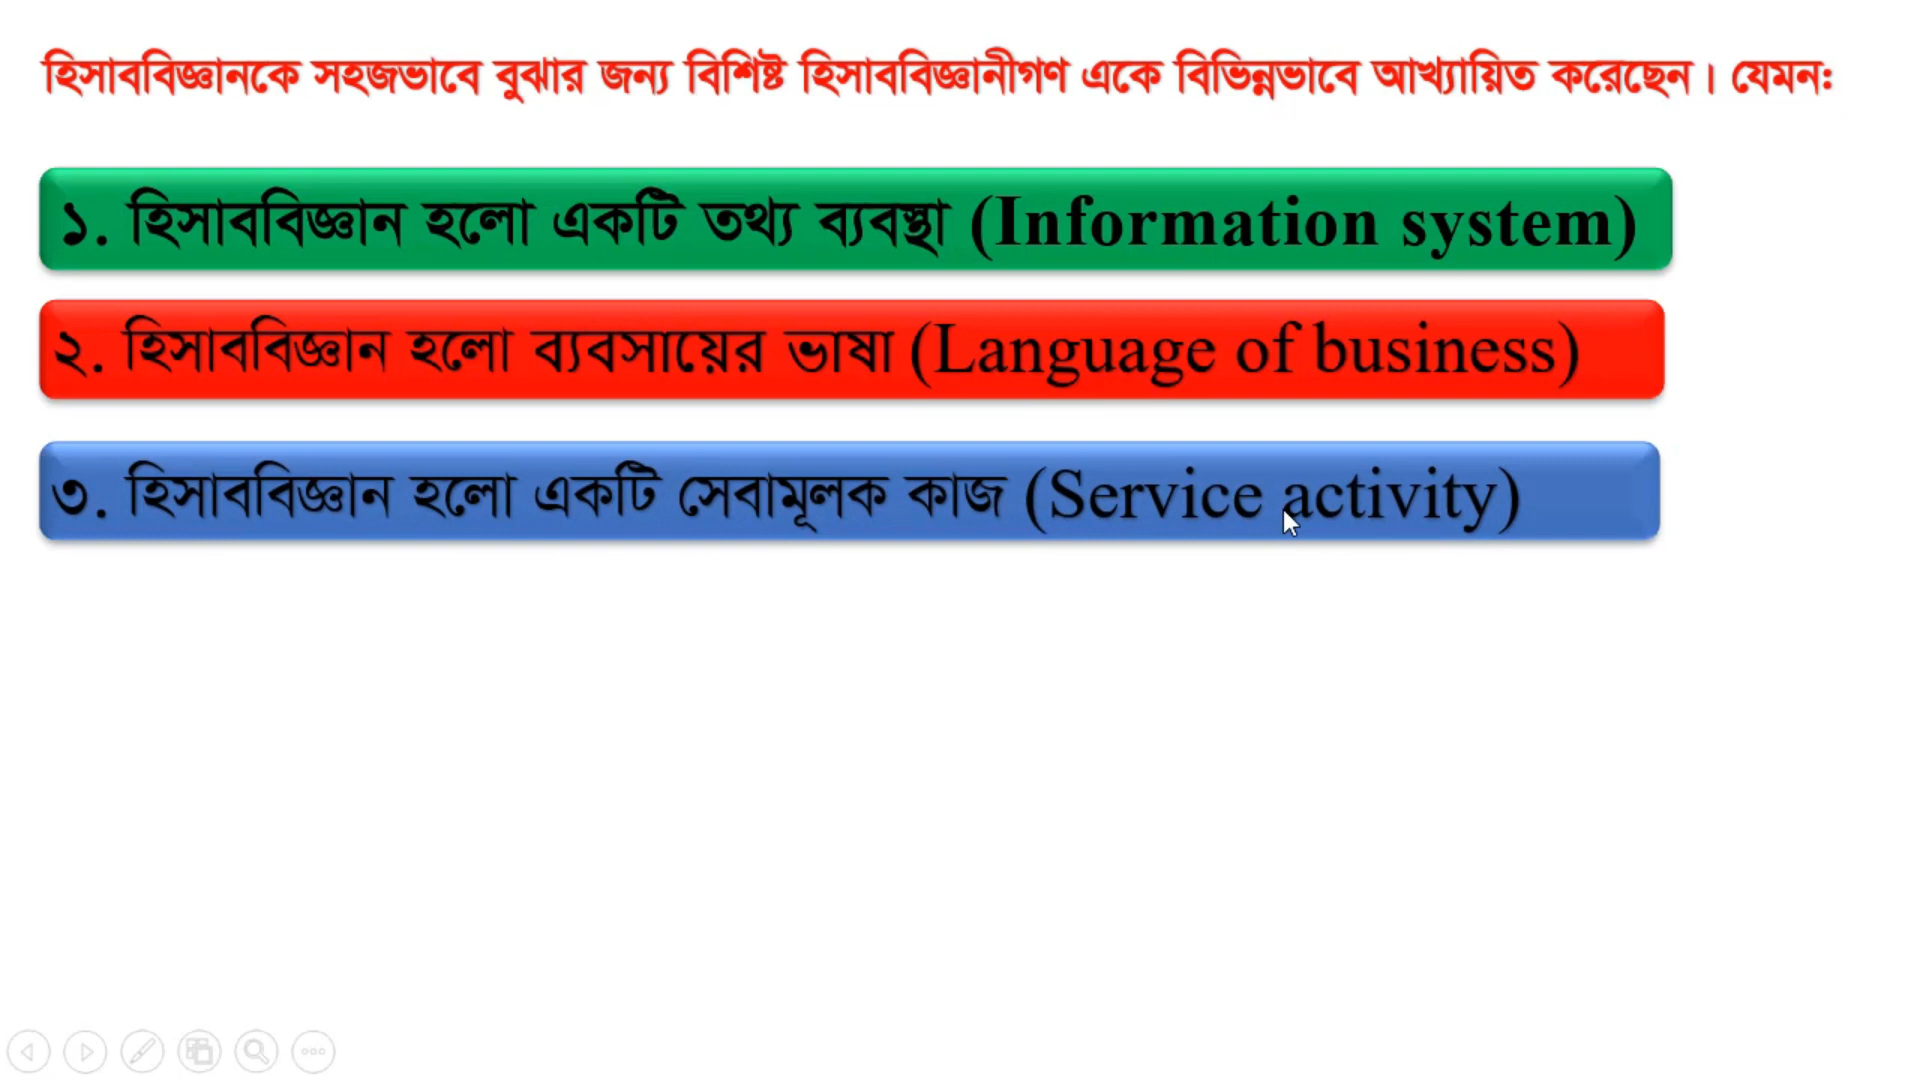 হিসাববিজ্ঞানকে সহজভাবে বুঝার জন্য বিশিষ্ট হিসাববিজ্ঞানীগণ একে বিভিন্নভাবে আখ্যায়িত করেছেন। যেমন:
১. হিসাববিজ্ঞান হলো একটি তথ্য ব্যবস্থা (Information system)
২. হিসাববিজ্ঞান হলো ব্যবসায়ের ভাষা (Language of business)
৩. হিসাববিজ্ঞান হলো একটি সেবামূলক কাজ (Service activity)